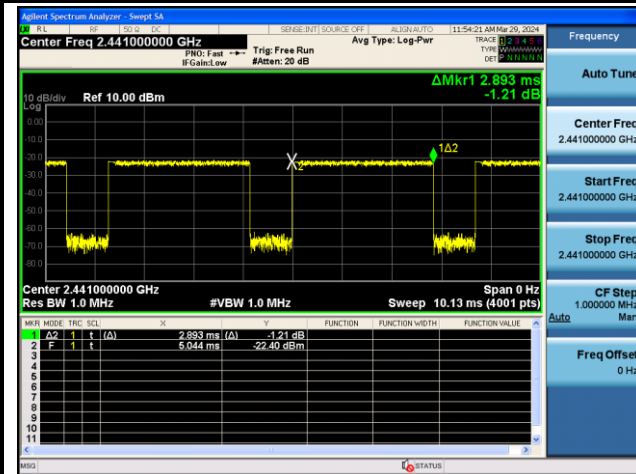 Agilent Spectrum Analyzer - Swept SA
RL RF 50 Ω DC SENSE:INT SOURCE OFF ALIGN AUTO 11:54:21 AM Mar 29, 2024
Center Freq 2.441000000 GHz
PNO: Fast
IFGain:Low
Trig: Free Run
#Atten: 20 dB
Avg Type: Log-Pwr
TRACE 1 2 3 4 5 6
TYPE
DET P N N N N N
ΔMkr1 2.893 ms
-1.21 dB
10 dB/div Ref 10.00 dBm
Log
0.00
-10.0
-20.0
-30.0
-40.0
-50.0
-60.0
-70.0
-80.0
X2
1Δ2
Center 2.441000000 GHz Span 0 Hz
Res BW 1.0 MHz #VBW 1.0 MHz Sweep 10.13 ms (4001 pts)
MKR MODE TRC SCL X Y FUNCTION FUNCTION WIDTH FUNCTION VALUE
1 Δ2 1 t (Δ) 2.893 ms (Δ) -1.21 dB
2 F 1 t 5.044 ms -22.40 dBm
3
4
5
6
7
8
9
10
11
MSG STATUS
Frequency
Auto Tune
Center Freq
2.441000000 GHz
Start Freq
2.441000000 GHz
Stop Freq
2.441000000 GHz
CF Step
1.000000 MHz
Auto Man
Freq Offset
0 Hz